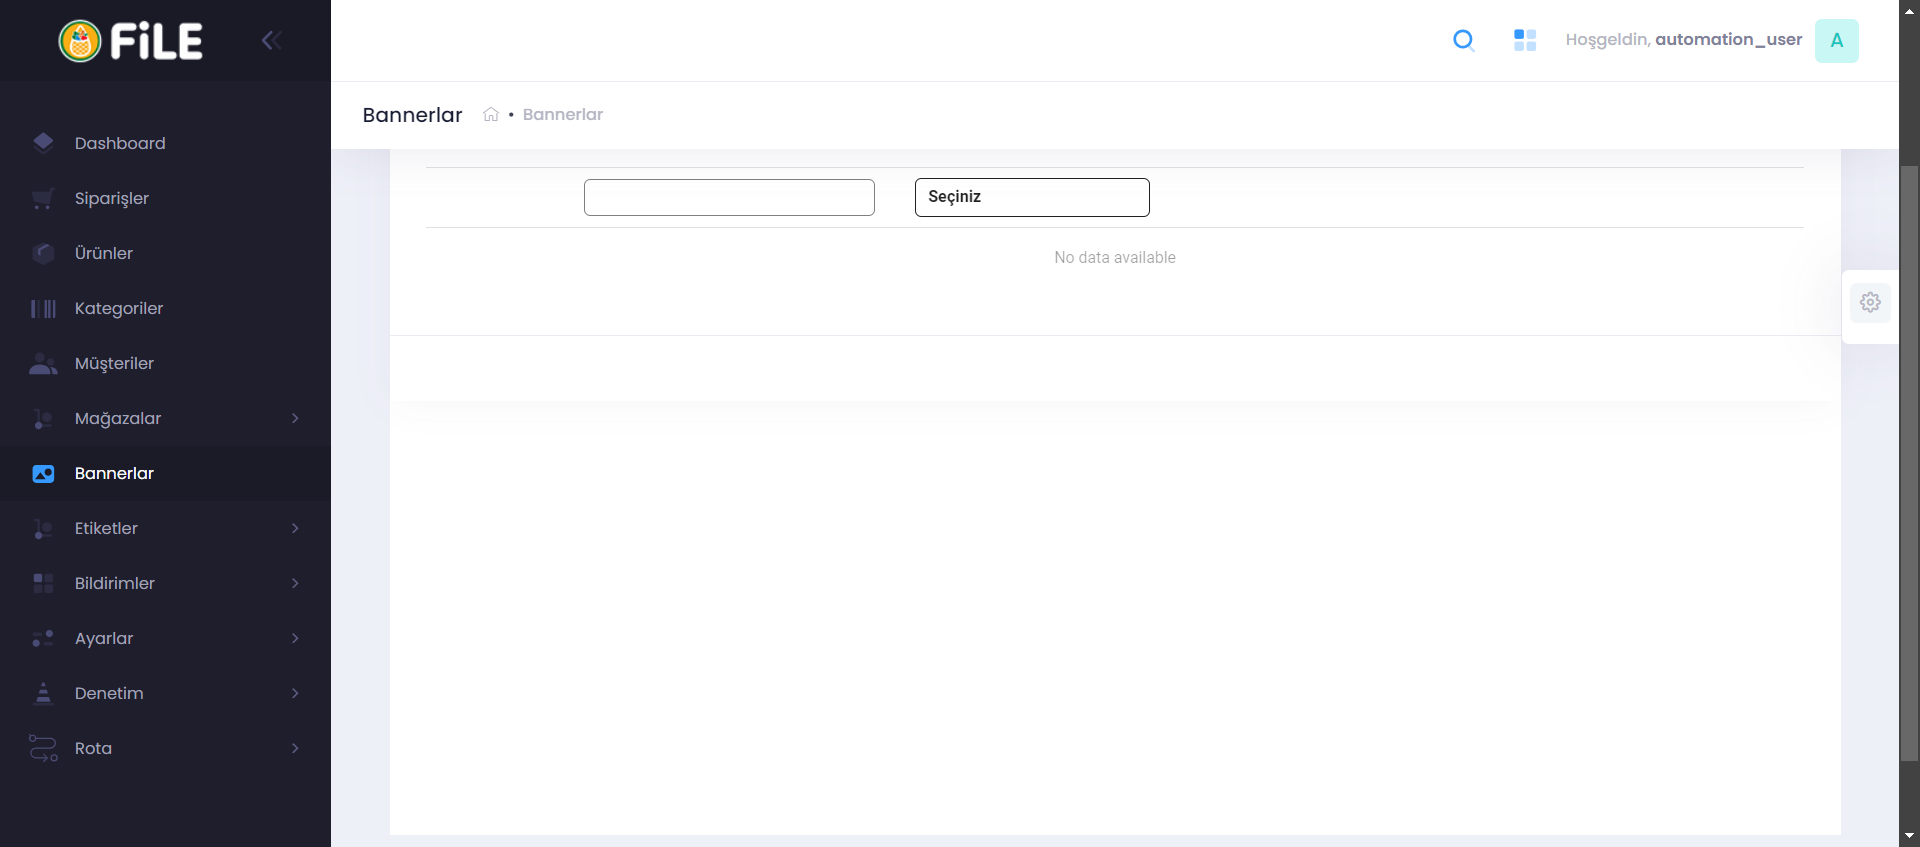 FiLE
Hoşgeldin, automation_user
A
Bannerlar
Bannerlar
Dashboard
Siparişler
Ürünler
Kategoriler
Müşteriler
Mağazalar
Bannerlar
Etiketler
Bildirimler
Ayarlar
Denetim
Rota
Seçiniz
No data available